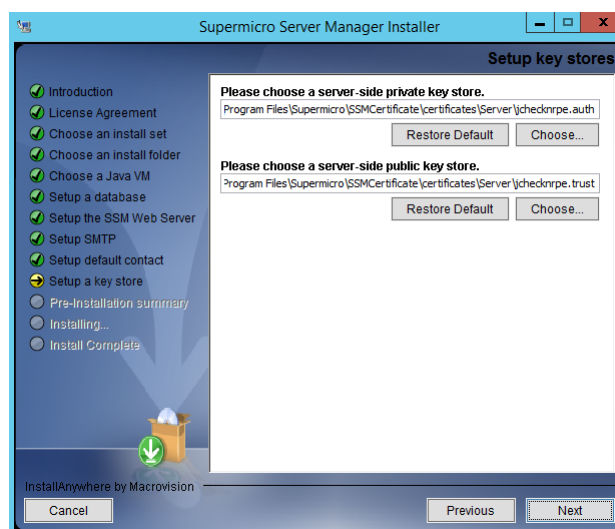 Supermicro Server Manager Installer
Setup key stores
Introduction
License Agreement
Choose an install set
Choose an install folder
Choose a Java VM
Setup a database
Setup the SSM Web Server
Setup SMTP
Setup default contact
Setup a key store
Pre-Installation summary
Installing...
Install Complete
Please choose a server-side private key store.
Program Files\Supermicro\SSMCertificate\certificates\Server\jchecknrpe.auth
Restore Default Choose...
Please choose a server-side public key store.
Program Files\Supermicro\SSMCertificate\certificates\Server\jchecknrpe.trust
Restore Default Choose...
InstallAnywhere by Macrovision
Cancel Previous Next